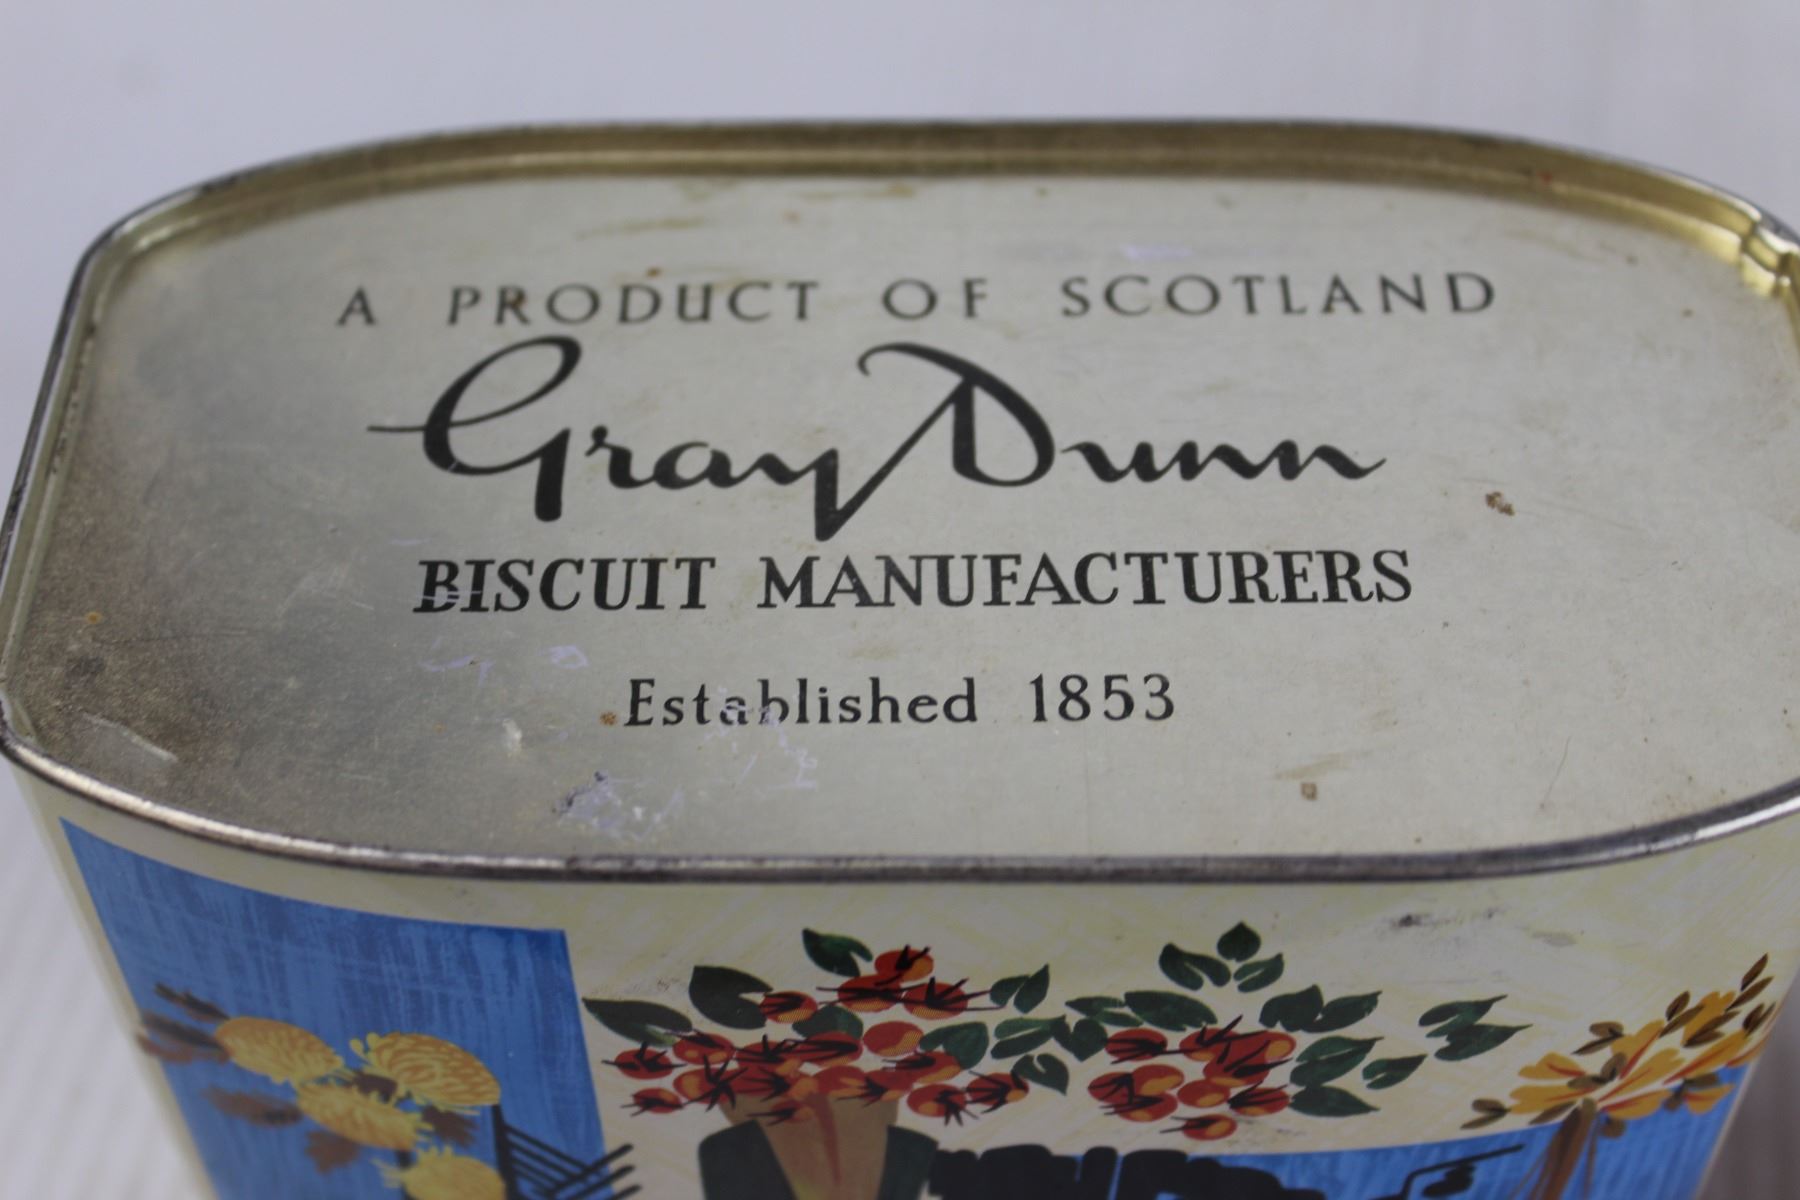 A PRODUCT OF SCOTLAND
Gray Dunn
BISCUIT MANUFACTURERS
Established 1853